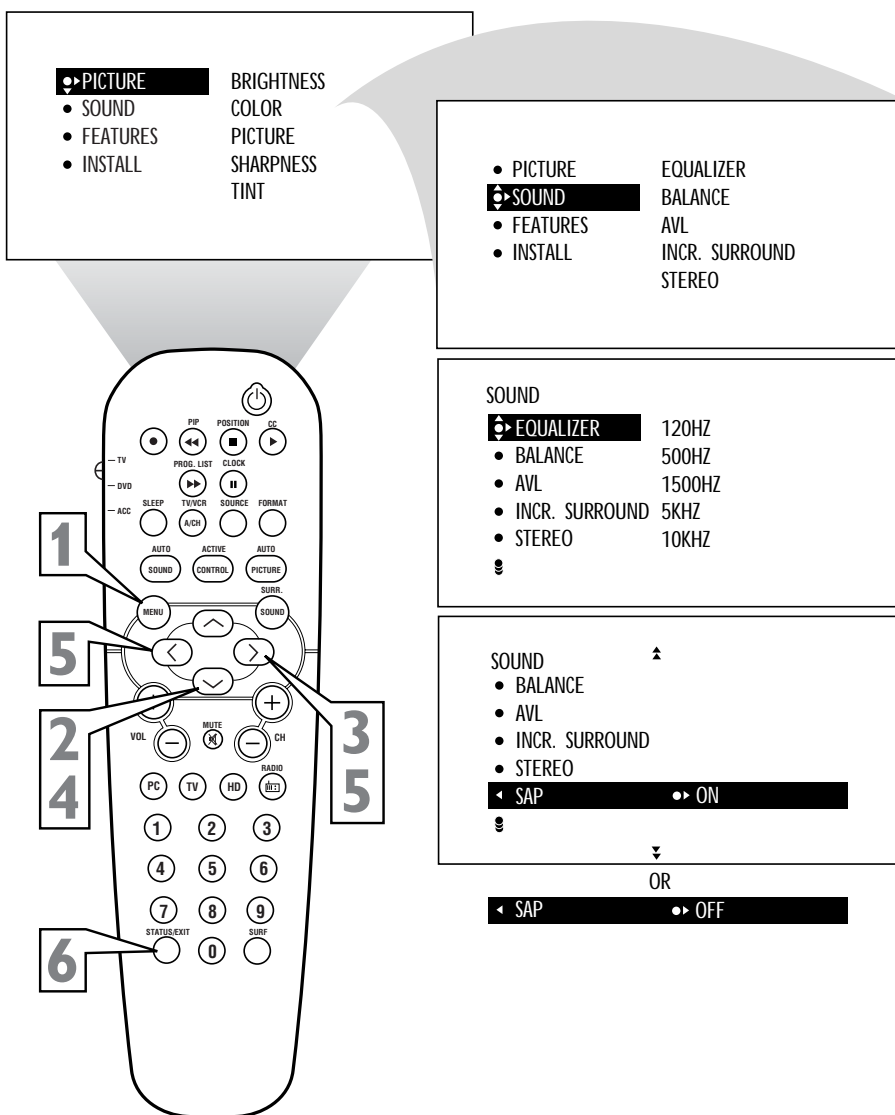 PICTURE BRIGHTNESS
SOUND COLOR
FEATURES PICTURE
INSTALL SHARPNESS
TINT
PICTURE EQUALIZER
SOUND BALANCE
FEATURES AVL
INSTALL INCR. SURROUND
STEREO
SOUND
EQUALIZER 120HZ
BALANCE 500HZ
AVL 1500HZ
INCR. SURROUND 5KHZ
STEREO 10KHZ
SOUND
BALANCE
AVL
INCR. SURROUND
STEREO
SAP ON
OR
SAP OFF
PIP POSITION CC
TV
PROG. LIST CLOCK
DVD
ACC
SLEEP TV/VCR SOURCE FORMAT
A/CH
AUTO ACTIVE AUTO
SOUND CONTROL PICTURE
SURR.
MENU SOUND
1
5
2
4
3
5
MUTE
VOL CH
RADIO
PC TV HD
1 2 3
4 5 6
7 8 9
STATUS/EXIT SURF
0
6